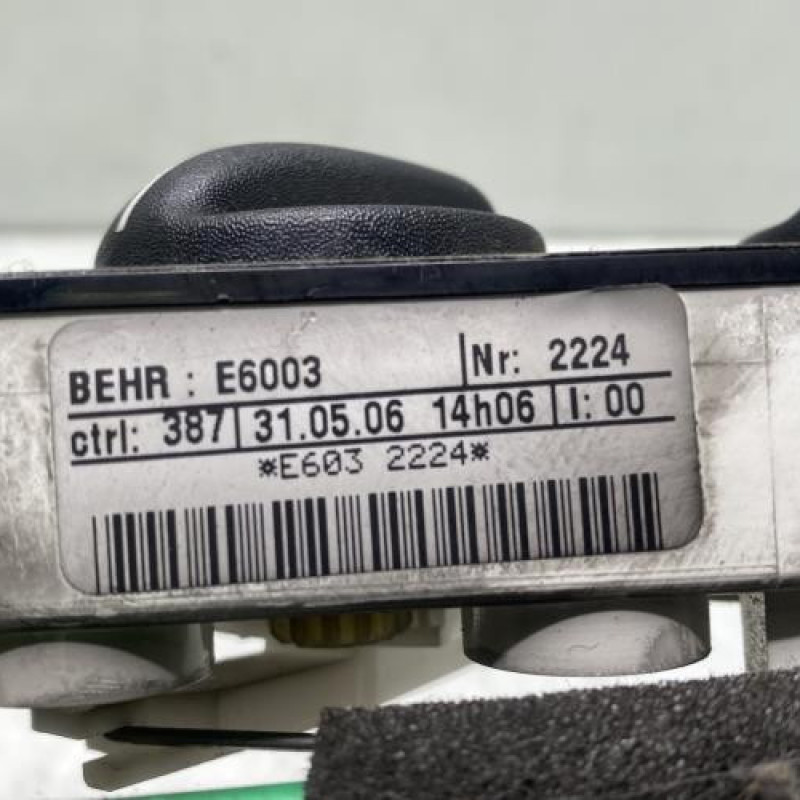 BEHR : E6003 Nr: 2224
ctrl: 387 31.05.06 14h06 I: 00
*E603 2224*